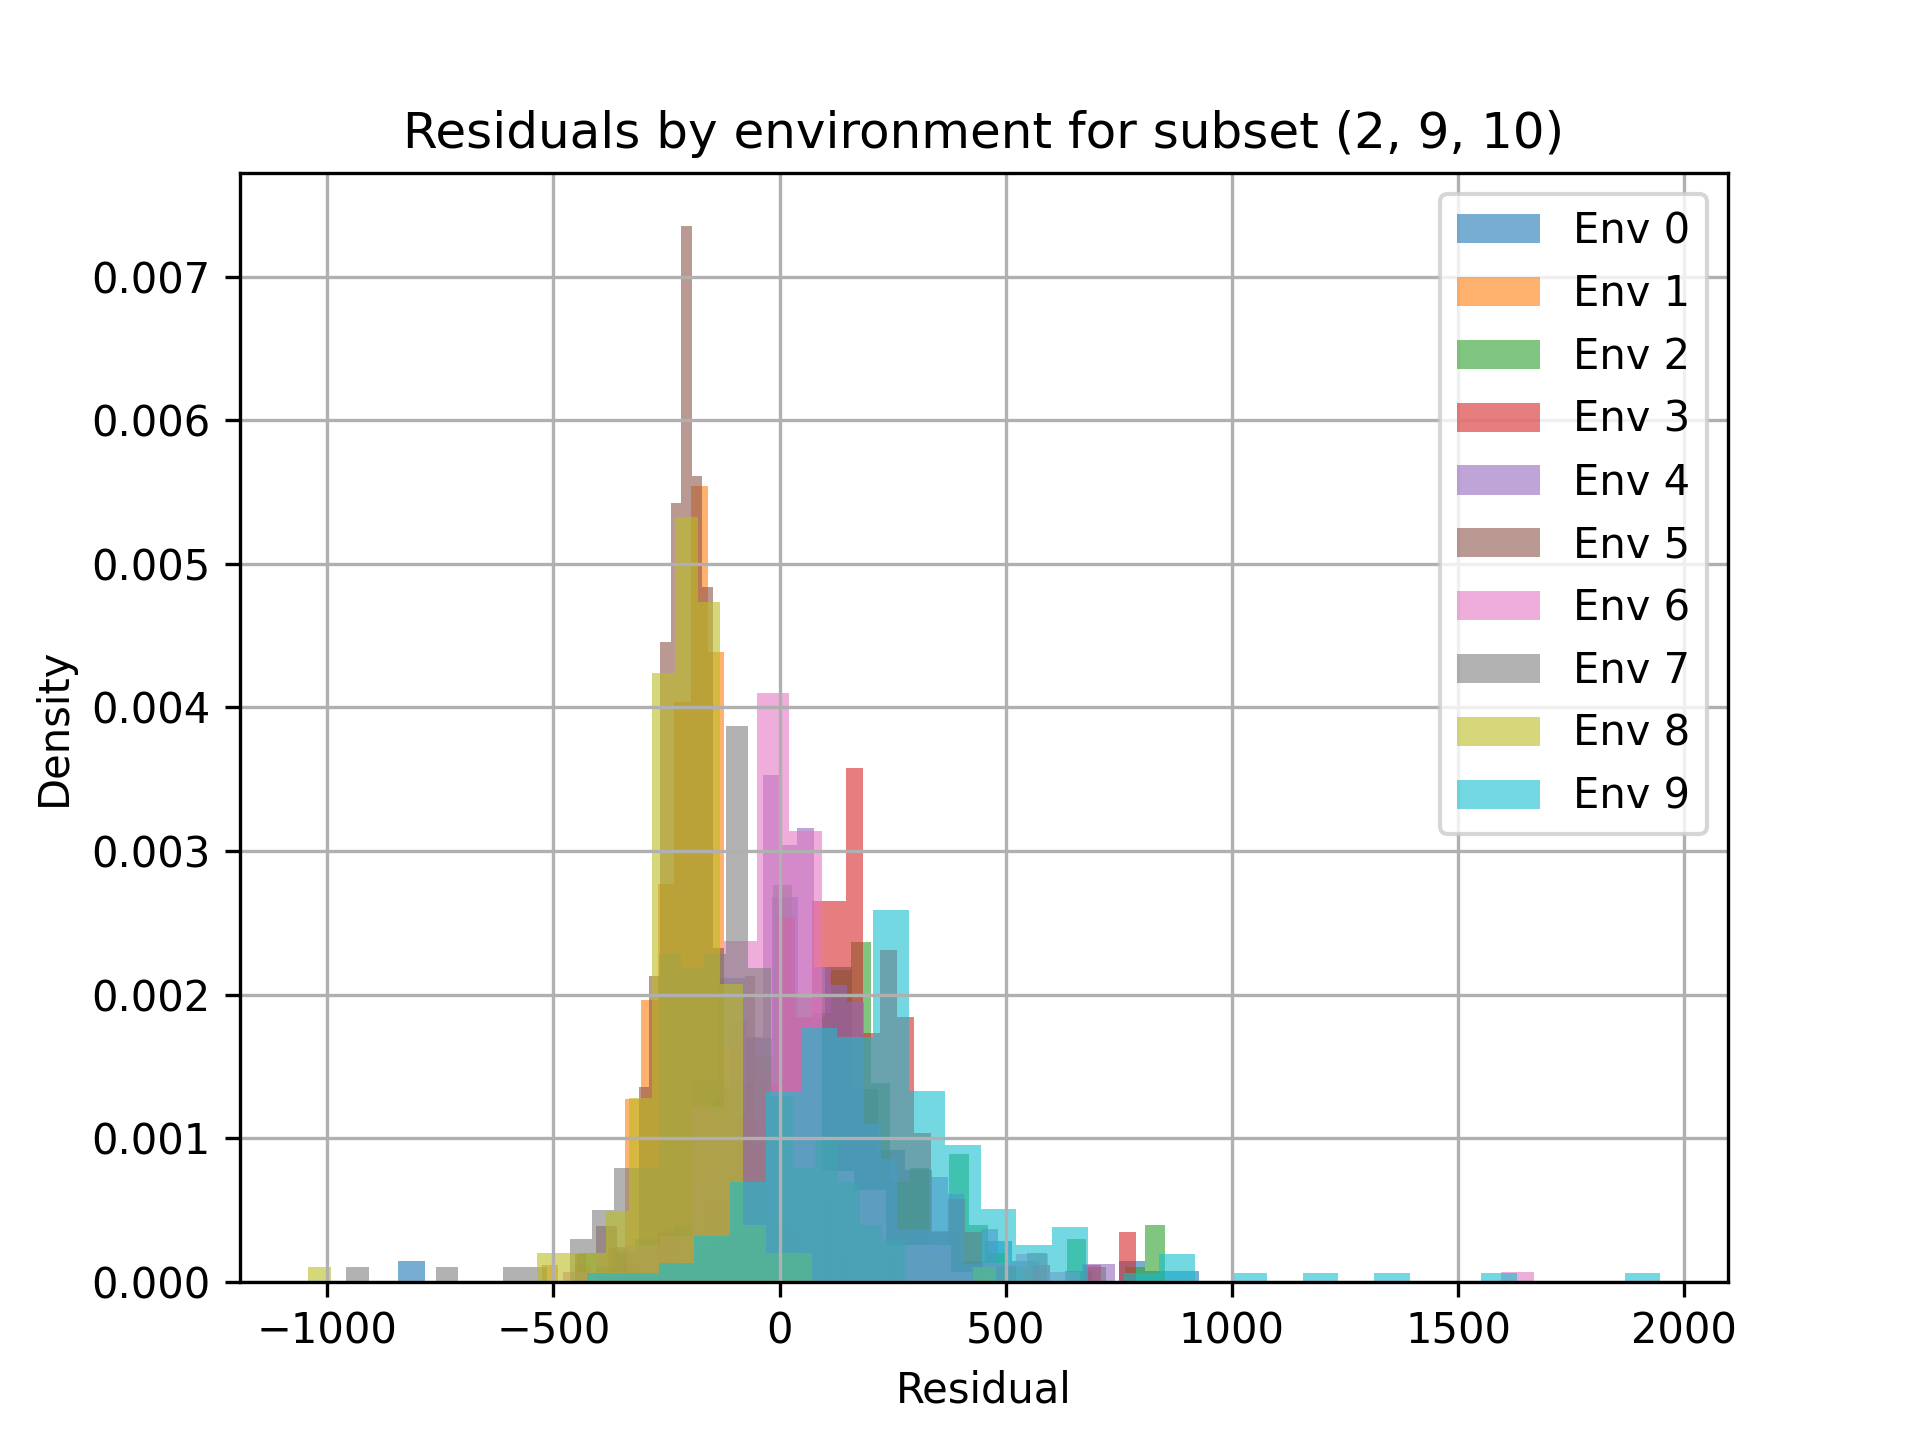 Residuals by environment for subset (2, 9, 10)
Env 0
Env 1
Env 2
Env 3
Env 4
Env 5
Env 6
Env 7
Env 8
Env 9
Density
0.007
0.006
0.005
0.004
0.003
0.002
0.001
0.000
−1000 −500 0 500 1000 1500 2000
Residual